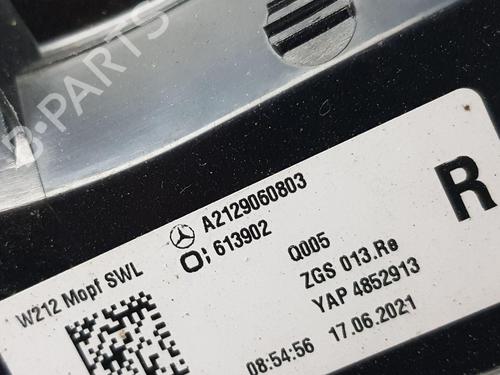 B-PARTS
A2129060803
O; 613902
R
W212 Mopf SWL
Q005
ZGS 013.Re
YAP 4852913
08:54:56 17.06.2021